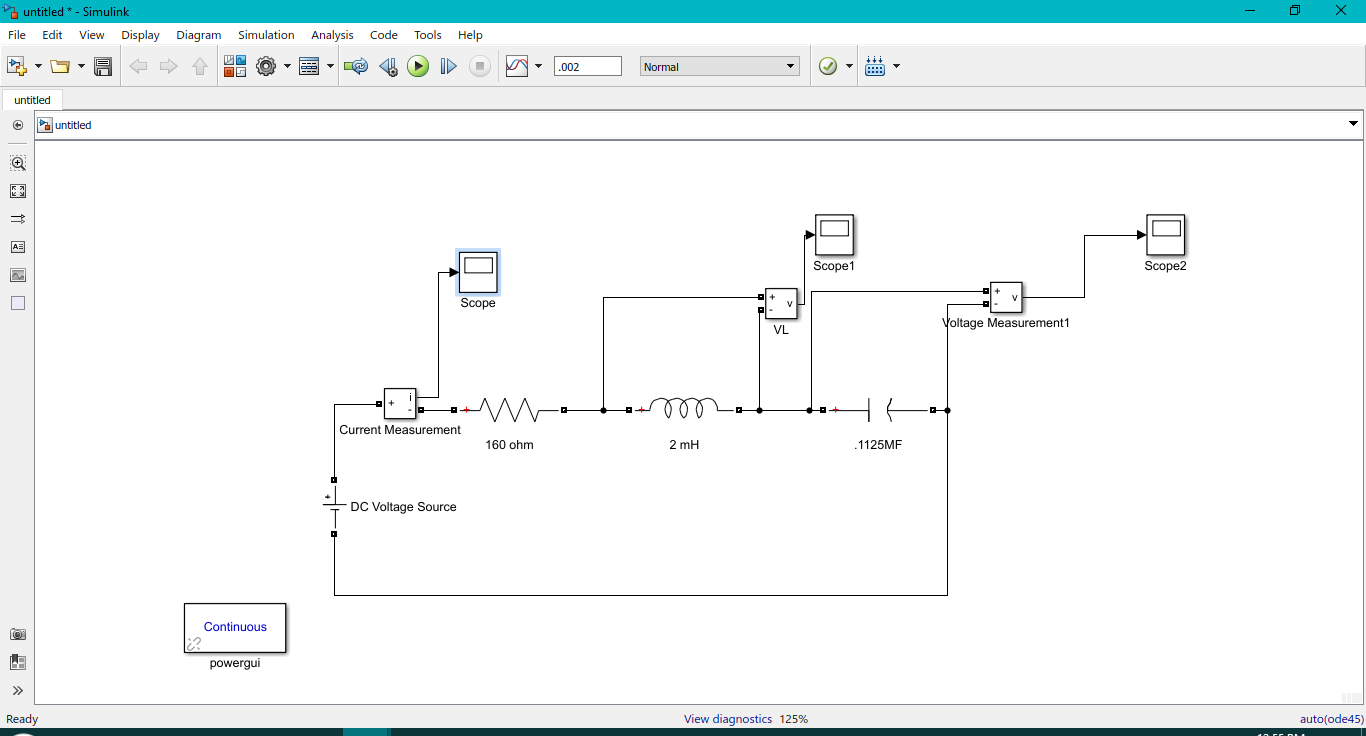 untitled * - Simulink
File Edit View Display Diagram Simulation Analysis Code Tools Help
.002 Normal
untitled
untitled
Scope1
Scope2
Scope
+ v
-
VL
+ v
-
Voltage Measurement1
+ i
-
Current Measurement
+
160 ohm
+
2 mH
+
.1125MF
+
DC Voltage Source
Continuous
powergui
Ready View diagnostics 125% auto(ode45)